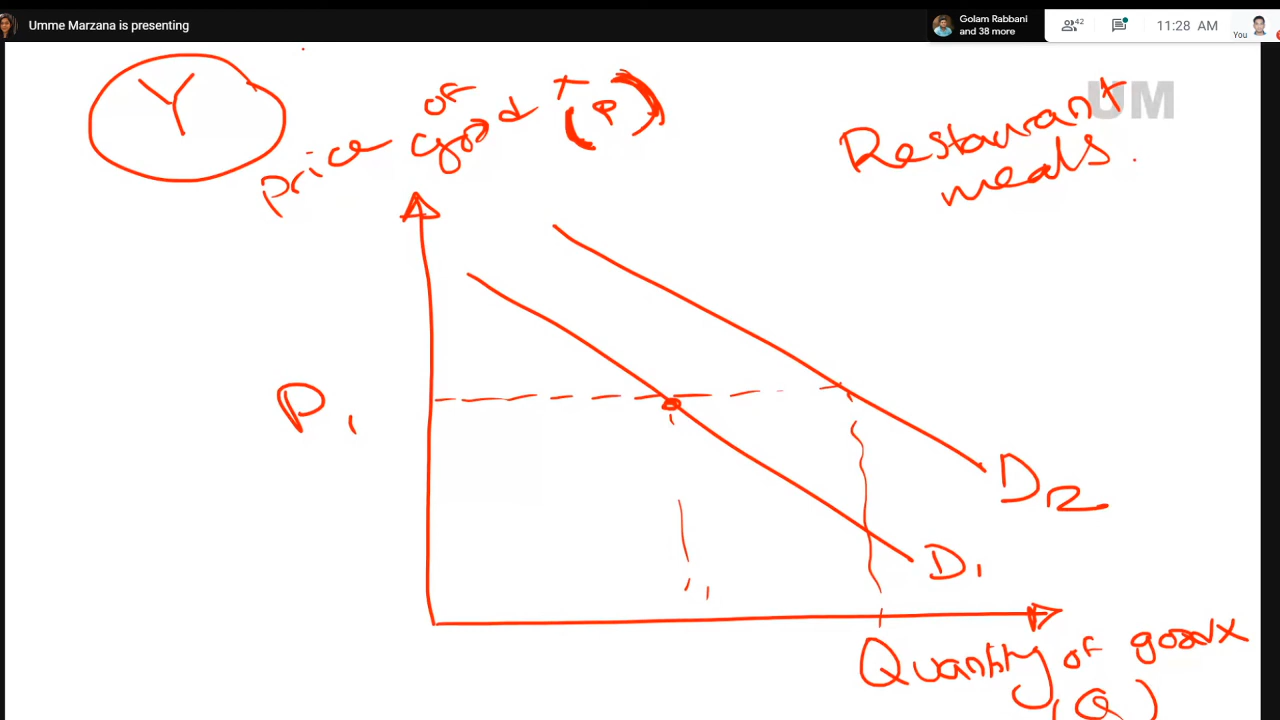 Umme Marzana is presenting
Golam Rabbani
and 38 more
42
11:28 AM
You
UM
Y
Price of good X (P)
Restaurant
meals.
P1
D2
D1
Quantity of good X
(Q)